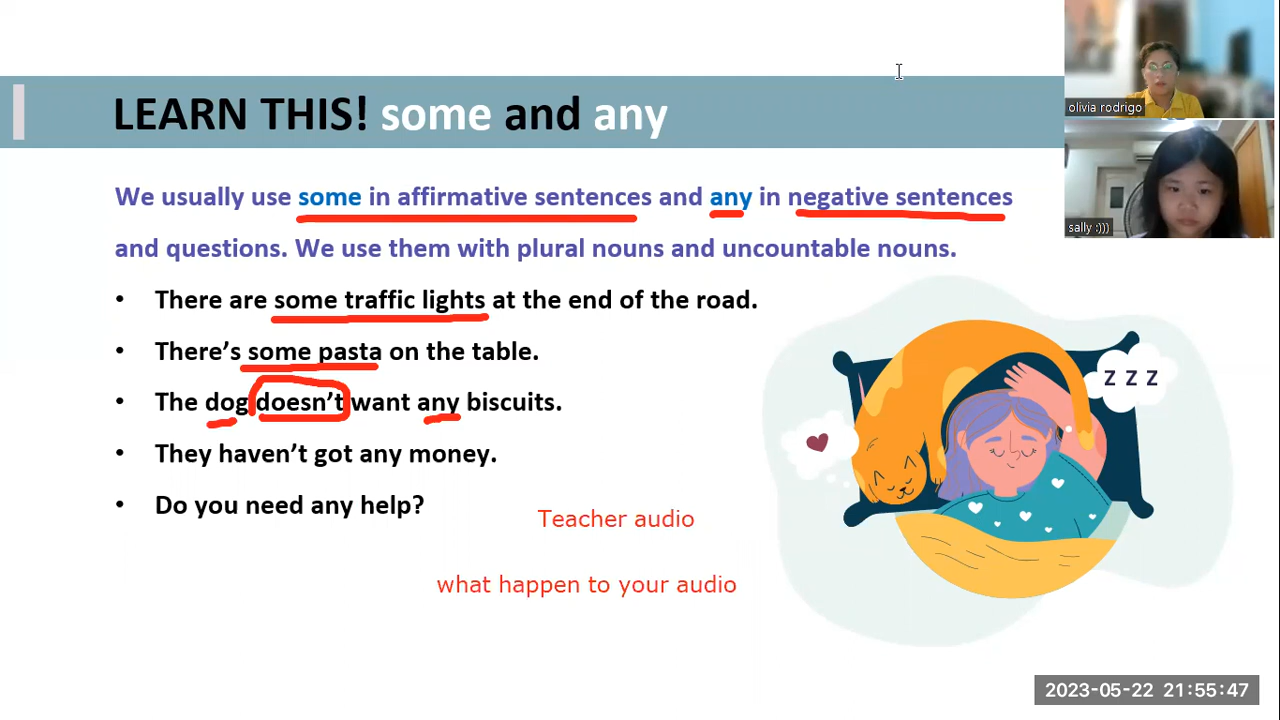 LEARN THIS! some and any
olivia rodrigo
We usually use some in affirmative sentences and any in negative sentences
sally :)))
and questions. We use them with plural nouns and uncountable nouns.
• There are some traffic lights at the end of the road.
• There's some pasta on the table.
• The dog doesn't want any biscuits.
• They haven't got any money.
• Do you need any help?
z z z
Teacher audio
what happen to your audio
2023-05-22 21:55:47